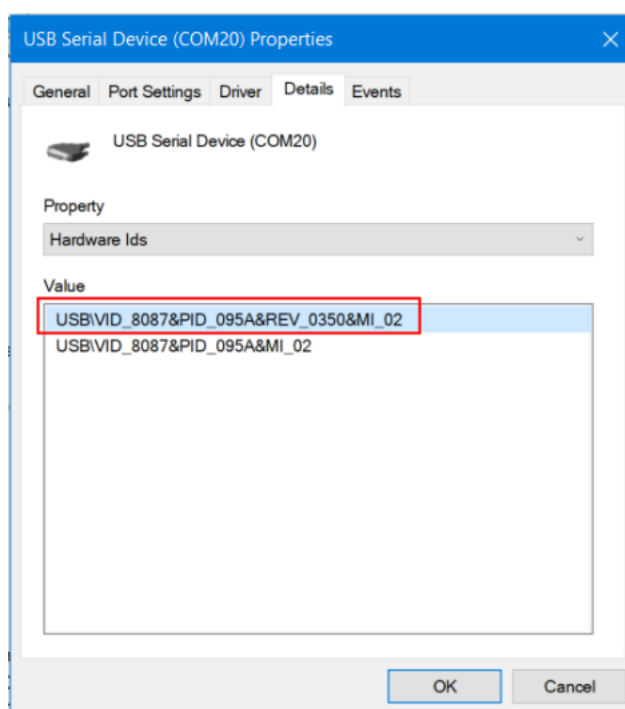 USB Serial Device (COM20) Properties
General Port Settings Driver Details Events
USB Serial Device (COM20)
Property
Hardware Ids
Value
USB\VID_8087&PID_095A&REV_0350&MI_02
USB\VID_8087&PID_095A&MI_02
OK Cancel